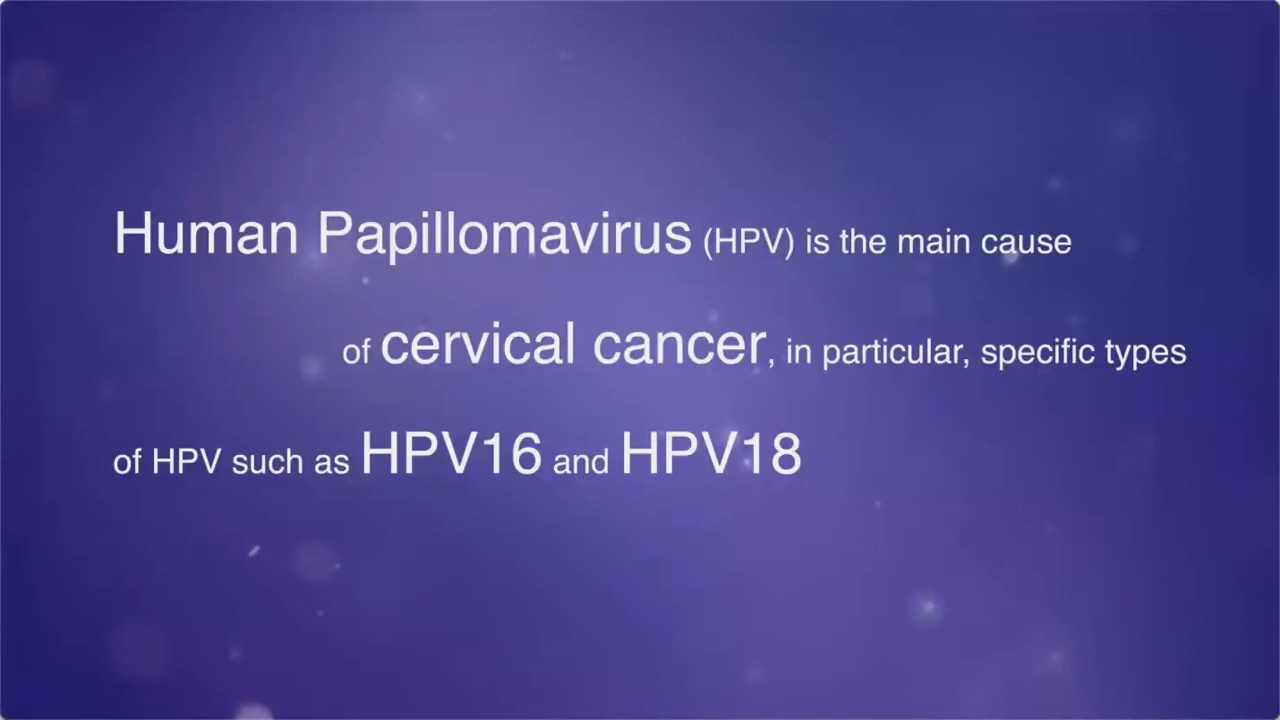 Human Papillomavirus (HPV) is the main cause
of cervical cancer, in particular, specific types
of HPV such as HPV16 and HPV18